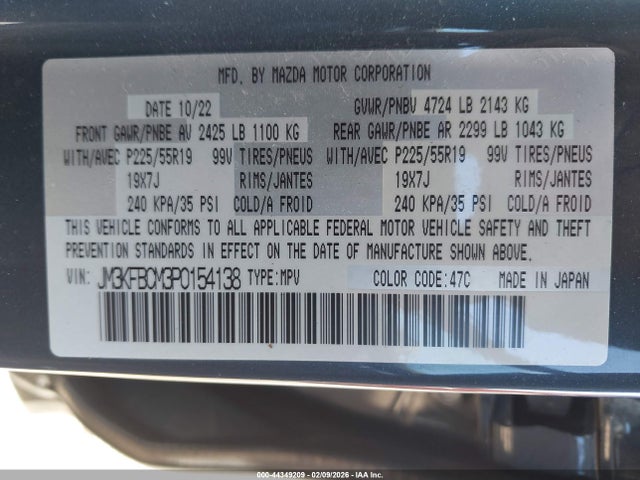 MFD. BY MAZDA MOTOR CORPORATION
DATE 10/22 GVWR/PNBV 4724 LB 2143 KG
FRONT GAWR/PNBE AV 2425 LB 1100 KG REAR GAWR/PNBE AR 2299 LB 1043 KG
WITH/AVEC P225/55R19 99V TIRES/PNEUS WITH/AVEC P225/55R19 99V TIRES/PNEUS
19X7J RIMS/JANTES 19X7J RIMS/JANTES
240 KPA/35 PSI COLD/A FROID 240 KPA/35 PSI COLD/A FROID
THIS VEHICLE CONFORMS TO ALL APPLICABLE FEDERAL MOTOR VEHICLE SAFETY AND THEFT
PREVENTION STANDARDS IN EFFECT ON THE DATE OF MANUFACTURE SHOWN ABOVE.
VIN: JM3KFBCM3P0154138 TYPE:MPV COLOR CODE:47C MADE IN JAPAN
000-44349209 - 02/09/2026 - IAA Inc.